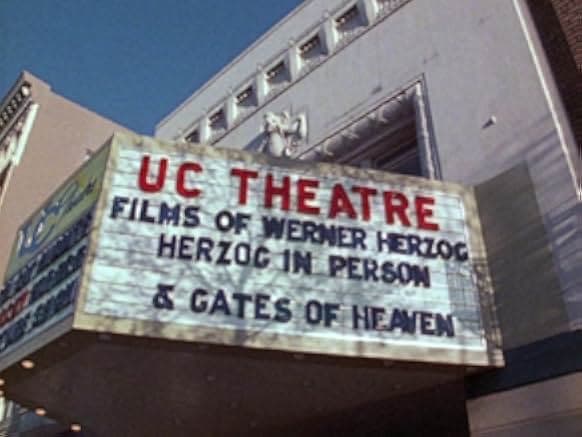 UC THEATRE
FILMS OF WERNER HERZOG
HERZOG IN PERSON
& GATES OF HEAVEN